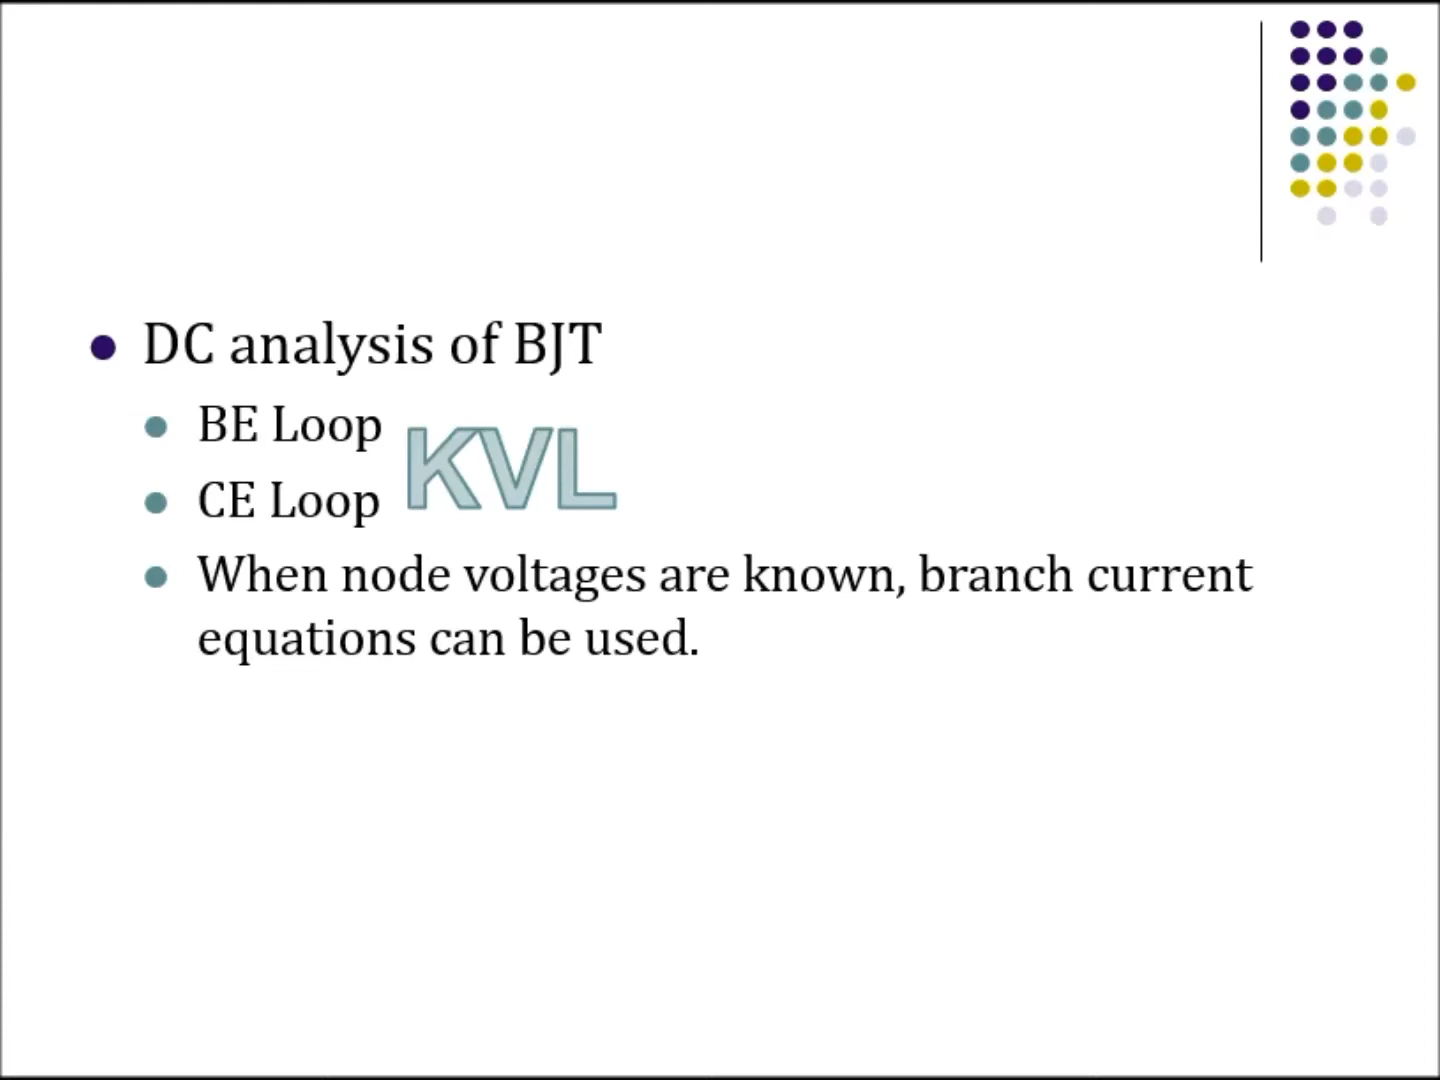 DC analysis of BJT
BE Loop
KVL
CE Loop
When node voltages are known, branch current
equations can be used.